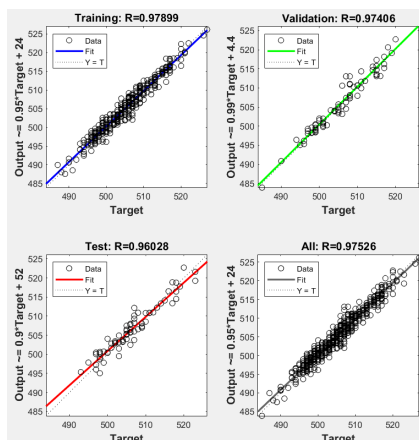 Training: R=0.97899
Output ~= 0.95*Target + 24
525
520
515
510
505
500
495
490
485
Data
Fit
Y = T
490 500 510 520
Target
Validation: R=0.97406
Output ~= 0.99*Target + 4.4
525
520
515
510
505
500
495
490
485
Data
Fit
Y = T
490 500 510 520
Target
Test: R=0.96028
Output ~= 0.9*Target + 52
525
520
515
510
505
500
495
490
485
Data
Fit
Y = T
490 500 510 520
Target
All: R=0.97526
Output ~= 0.95*Target + 24
525
520
515
510
505
500
495
490
485
Data
Fit
Y = T
490 500 510 520
Target